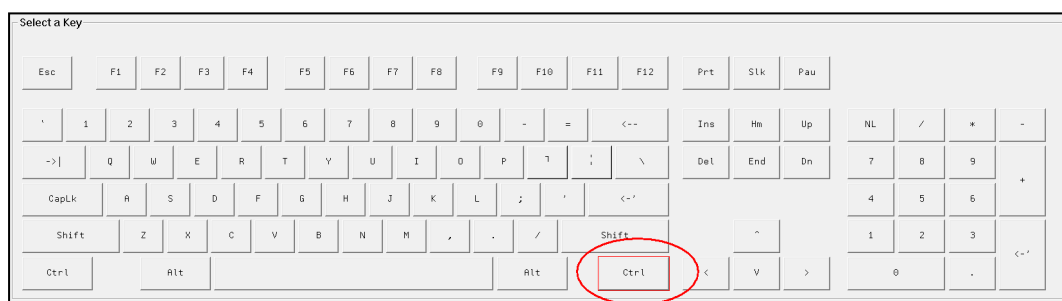 Select a Key
Esc F1 F2 F3 F4 F5 F6 F7 F8 F9 F10 F11 F12 Prt Slk Pau
` 1 2 3 4 5 6 7 8 9 0 - = <-- Ins Hm Up NL / * -
->| Q W E R T Y U I O P ┐ ¦ \ Del End Dn 7 8 9 +
CapLk A S D F G H J K L ; ' <-' 4 5 6
Shift Z X C V B N M , . / Shift ^ 1 2 3 <-'
Ctrl Alt Alt Ctrl < V > 0 .